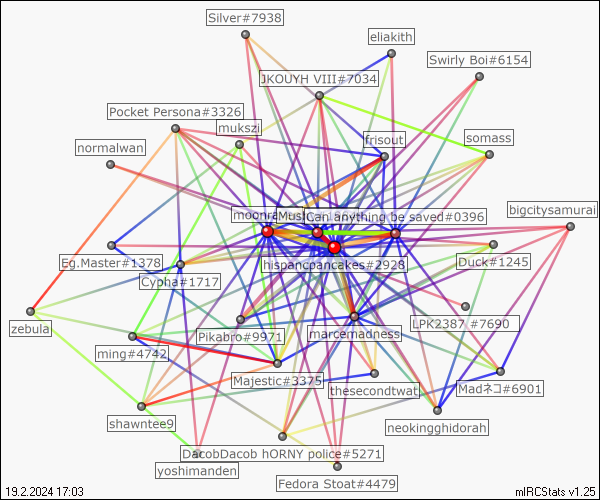 Silver#7938
eliakith
Swirly Boi#6154
JKOUYH VIII#7034
Pocket Persona#3326
mukszi
frisout
somass
normalwan
bigcitysamurai
moonra
Musi
Can anything be saved#0396
Eg.Master#1378
hispancpancakes#2928
Duck#1245
Cypha#1717
zebula
LPK2387 #7690
Pikabro#9971
marcemadness
ming#4742
Majestic#3375
thesecondtwat
Madネコ#6901
shawntee9
neokingghidorah
DacobDacob hORNY police#5271
yoshimanden
Fedora Stoat#4479
19.2.2024 17:03
mIRCStats v1.25